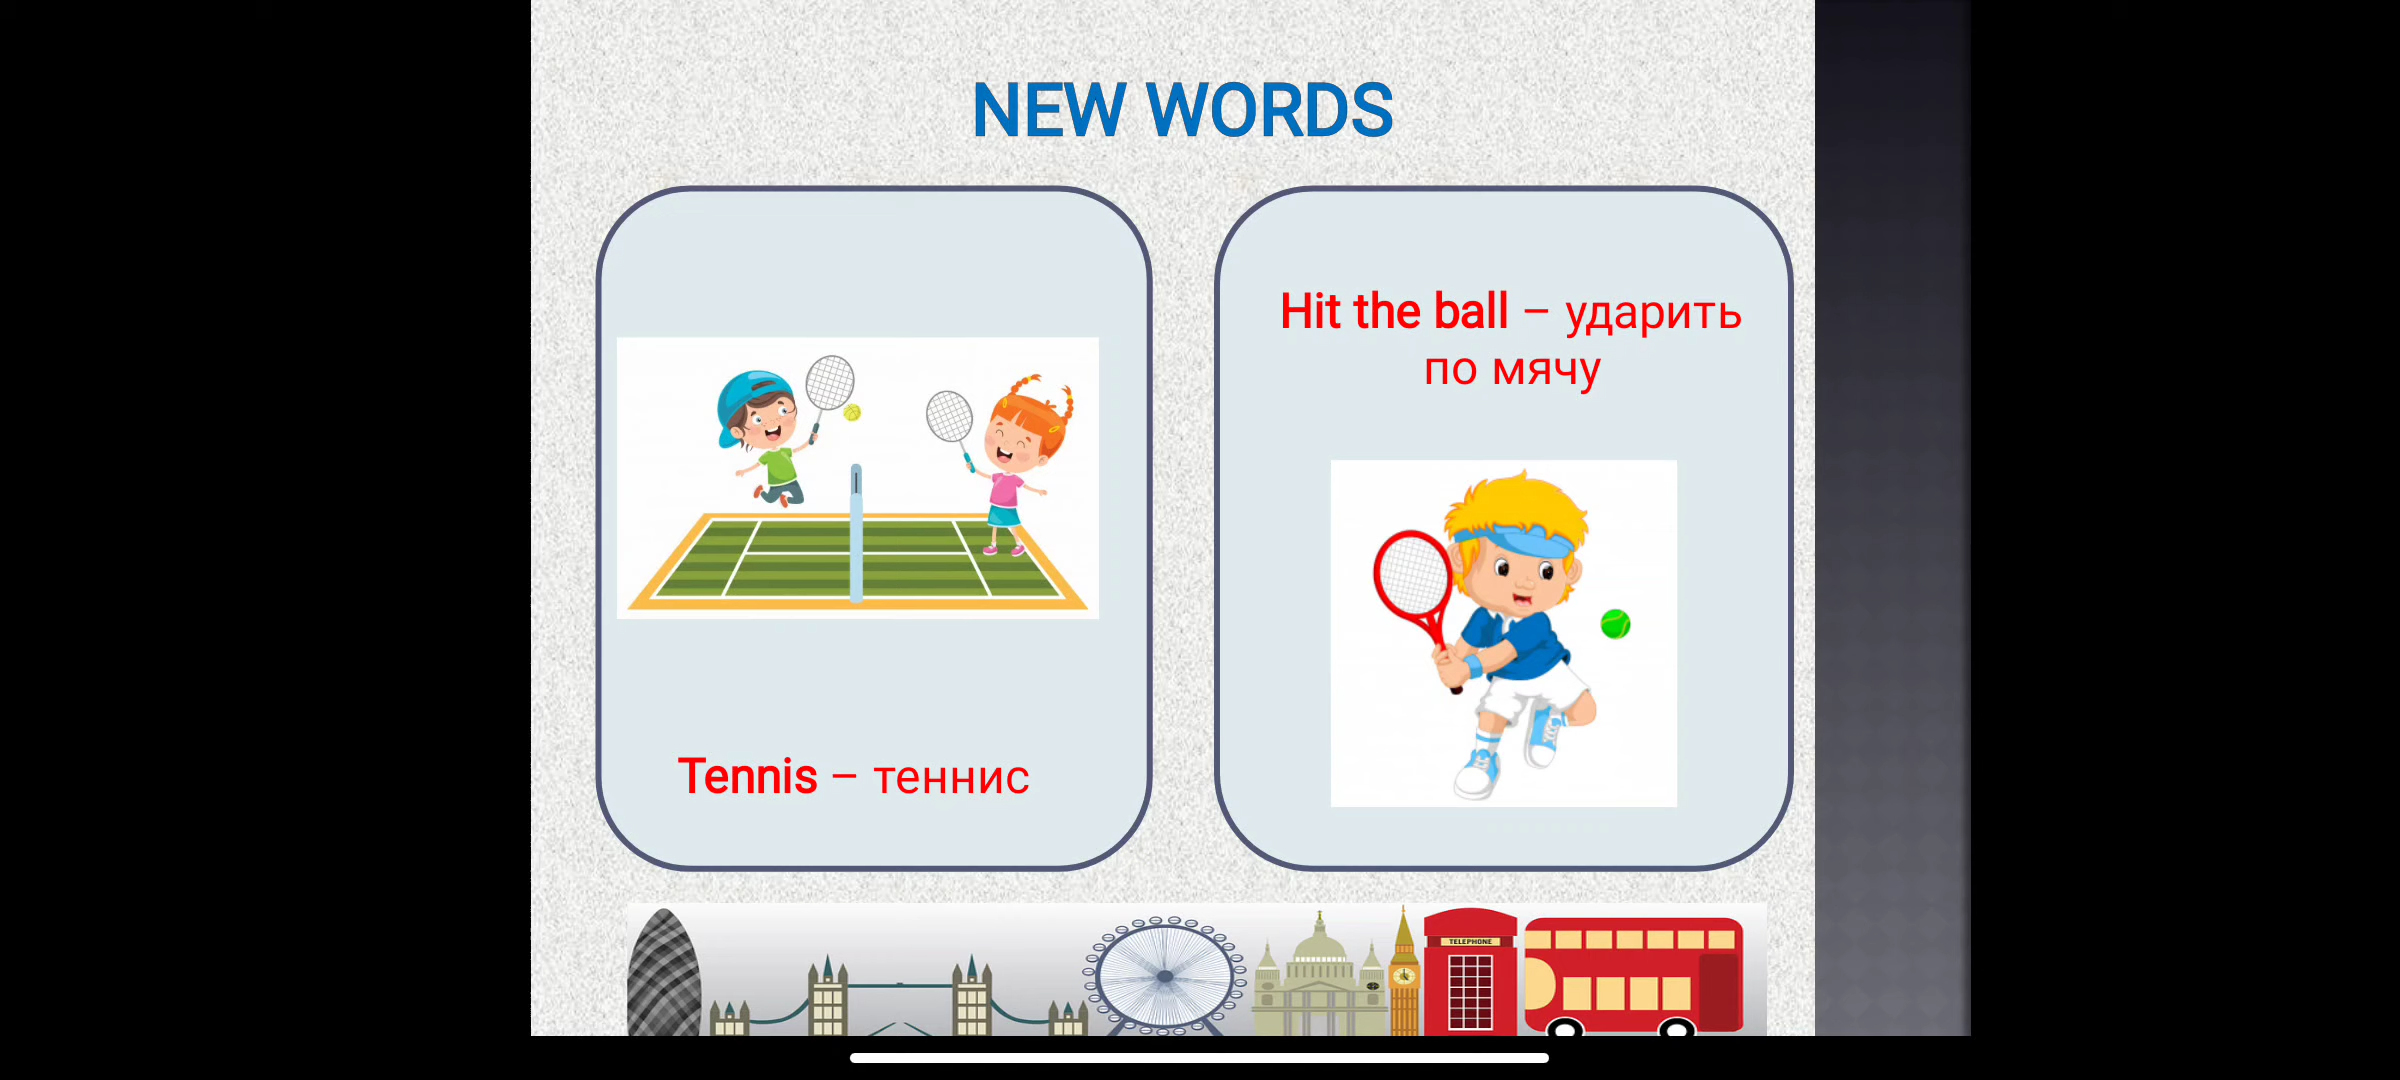 NEW WORDS
Tennis – теннис
Hit the ball – ударить
по мячу
TELEPHONE